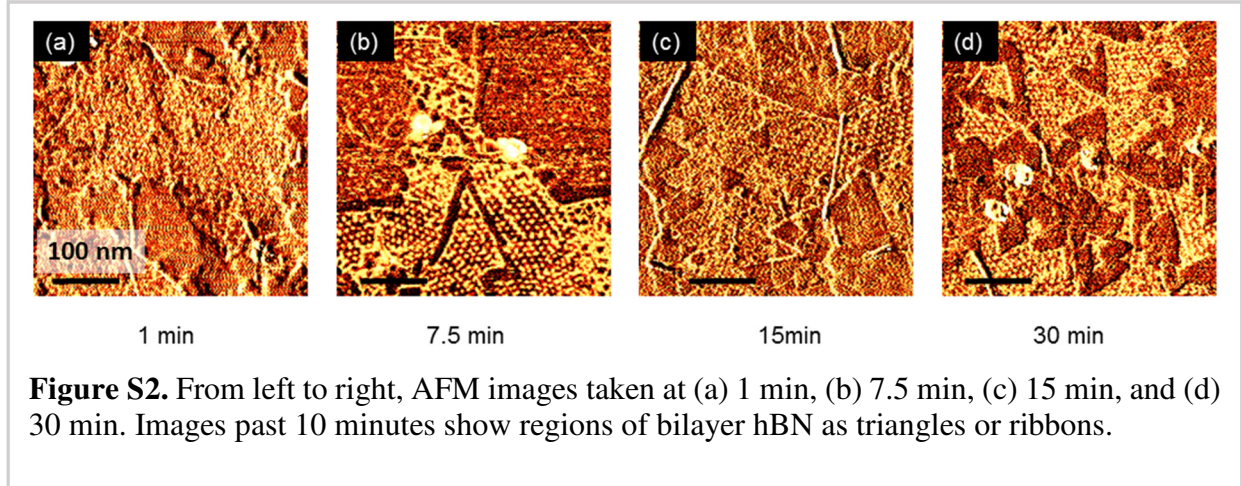 (a) (b) (c) (d)
100 nm
1 min 7.5 min 15min 30 min
Figure S2. From left to right, AFM images taken at (a) 1 min, (b) 7.5 min, (c) 15 min, and (d)
30 min. Images past 10 minutes show regions of bilayer hBN as triangles or ribbons.